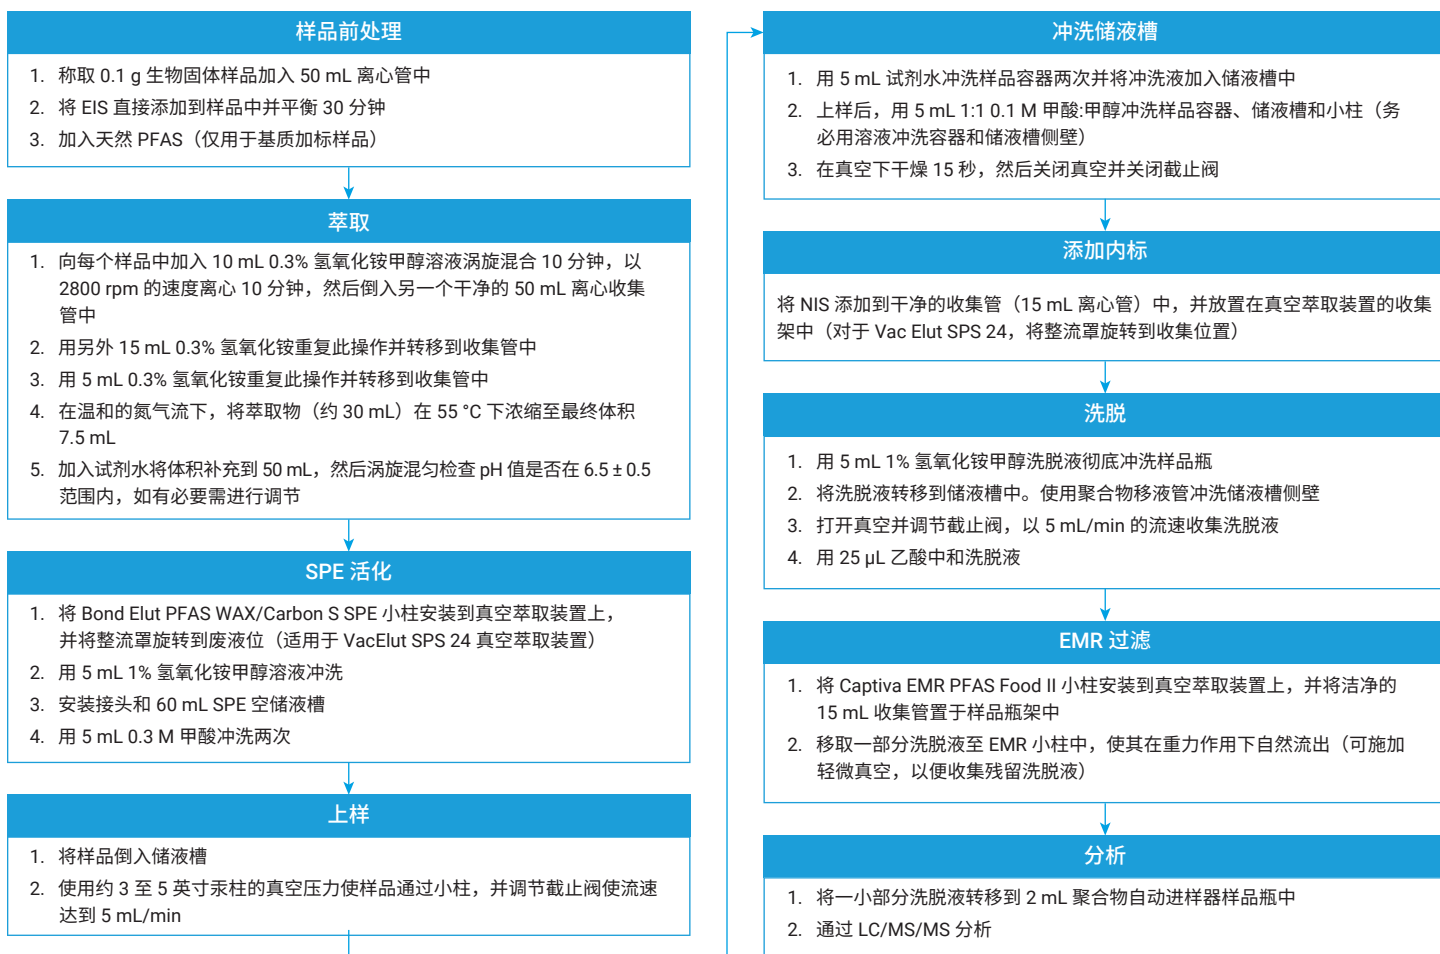 样品前处理
1. 称取 0.1 g 生物固体样品加入 50 mL 离心管中
2. 将 EIS 直接添加到样品中并平衡 30 分钟
3. 加入天然 PFAS（仅用于基质加标样品）
萃取
1. 向每个样品中加入 10 mL 0.3% 氢氧化铵甲醇溶液涡旋混合 10 分钟，以
2800 rpm 的速度离心 10 分钟，然后倒入另一个干净的 50 mL 离心收集
管中
2. 用另外 15 mL 0.3% 氢氧化铵重复此操作并转移到收集管中
3. 用 5 mL 0.3% 氢氧化铵重复此操作并转移到收集管中
4. 在温和的氮气流下，将萃取物（约 30 mL）在 55 °C 下浓缩至最终体积
7.5 mL
5. 加入试剂水将体积补充到 50 mL，然后涡旋混匀检查 pH 值是否在 6.5 ± 0.5
范围内，如有必要需进行调节
SPE 活化
1. 将 Bond Elut PFAS WAX/Carbon S SPE 小柱安装到真空萃取装置上，
并将整流罩旋转到废液位（适用于 VacElut SPS 24 真空萃取装置）
2. 用 5 mL 1% 氢氧化铵甲醇溶液冲洗
3. 安装接头和 60 mL SPE 空储液槽
4. 用 5 mL 0.3 M 甲酸冲洗两次
上样
1. 将样品倒入储液槽
2. 使用约 3 至 5 英寸汞柱的真空压力使样品通过小柱，并调节截止阀使流速
达到 5 mL/min
冲洗储液槽
1. 用 5 mL 试剂水冲洗样品容器两次并将冲洗液加入储液槽中
2. 上样后，用 5 mL 1:1 0.1 M 甲酸:甲醇冲洗样品容器、储液槽和小柱（务
必用溶液冲洗容器和储液槽侧壁）
3. 在真空下干燥 15 秒，然后关闭真空并关闭截止阀
添加内标
将 NIS 添加到干净的收集管（15 mL 离心管）中，并放置在真空萃取装置的收集
架中（对于 Vac Elut SPS 24，将整流罩旋转到收集位置）
洗脱
1. 用 5 mL 1% 氢氧化铵甲醇洗脱液彻底冲洗样品瓶
2. 将洗脱液转移到储液槽中。使用聚合物移液管冲洗储液槽侧壁
3. 打开真空并调节截止阀，以 5 mL/min 的流速收集洗脱液
4. 用 25 µL 乙酸中和洗脱液
EMR 过滤
1. 将 Captiva EMR PFAS Food II 小柱安装到真空萃取装置上，并将洁净的
15 mL 收集管置于样品瓶架中
2. 移取一部分洗脱液至 EMR 小柱中，使其在重力作用下自然流出（可施加
轻微真空，以便收集残留洗脱液）
分析
1. 将一小部分洗脱液转移到 2 mL 聚合物自动进样器样品瓶中
2. 通过 LC/MS/MS 分析